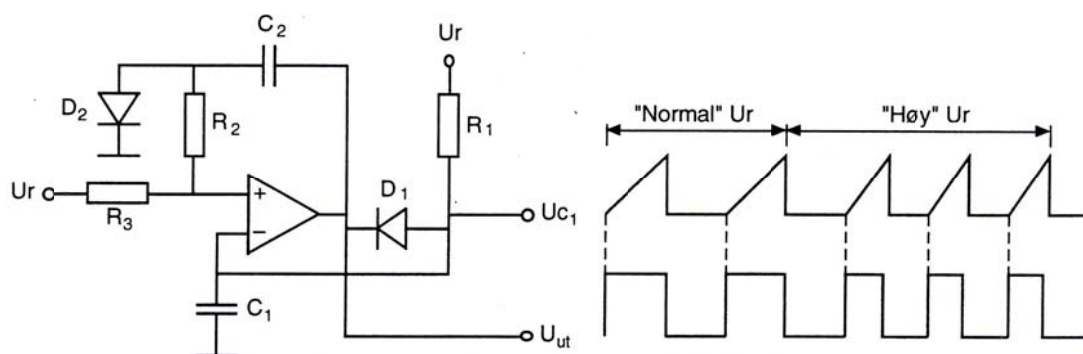 C2
Ur
D2
R2
R1
"Normal" Ur
"Høy" Ur
Ur
R3
+
−
D1
Uc1
C1
Uut